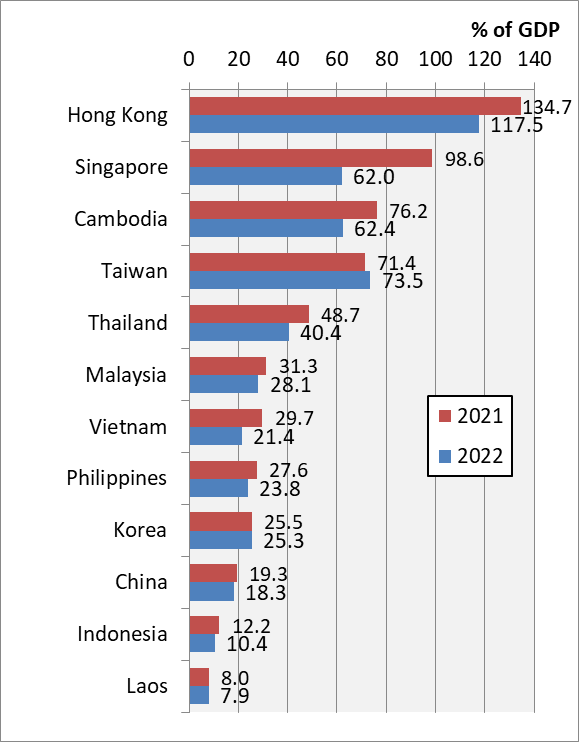 % of GDP
0 20 40 60 80 100 120 140
Hong Kong
134.7
117.5
Singapore
98.6
62.0
Cambodia
76.2
62.4
Taiwan
71.4
73.5
Thailand
48.7
40.4
Malaysia
31.3
28.1
Vietnam
29.7
21.4
Philippines
27.6
23.8
Korea
25.5
25.3
China
19.3
18.3
Indonesia
12.2
10.4
Laos
8.0
7.9
2021
2022